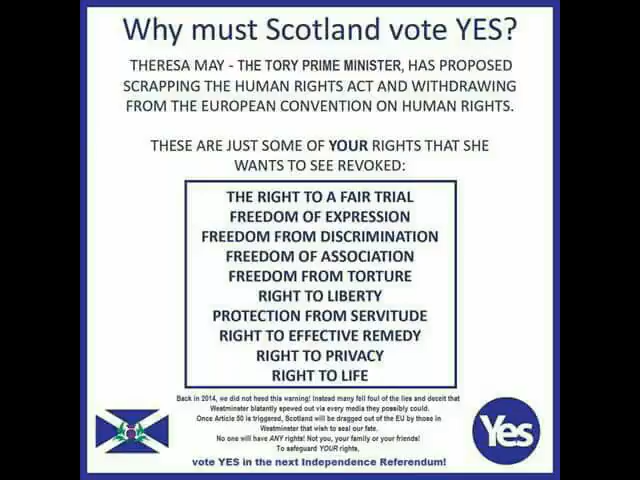 Why must Scotland vote YES?
THERESA MAY - THE TORY PRIME MINISTER, HAS PROPOSED
SCRAPPING THE HUMAN RIGHTS ACT AND WITHDRAWING
FROM THE EUROPEAN CONVENTION ON HUMAN RIGHTS.
THESE ARE JUST SOME OF YOUR RIGHTS THAT SHE
WANTS TO SEE REVOKED:
THE RIGHT TO A FAIR TRIAL
FREEDOM OF EXPRESSION
FREEDOM FROM DISCRIMINATION
FREEDOM OF ASSOCIATION
FREEDOM FROM TORTURE
RIGHT TO LIBERTY
PROTECTION FROM SERVITUDE
RIGHT TO EFFECTIVE REMEDY
RIGHT TO PRIVACY
RIGHT TO LIFE
Back in 2014, we did not heed this warning! Instead many fell foul of the lies and deceit that
Westminster blatantly spewed out via every media they possibly could.
Once Article 50 is triggered, Scotland will be dragged out of the EU by those in
Westminster that wish to seal our fate.
No one will have ANY rights! Not you, your family or your friends!
To safeguard YOUR rights,
vote YES in the next Independence Referendum!
Yes